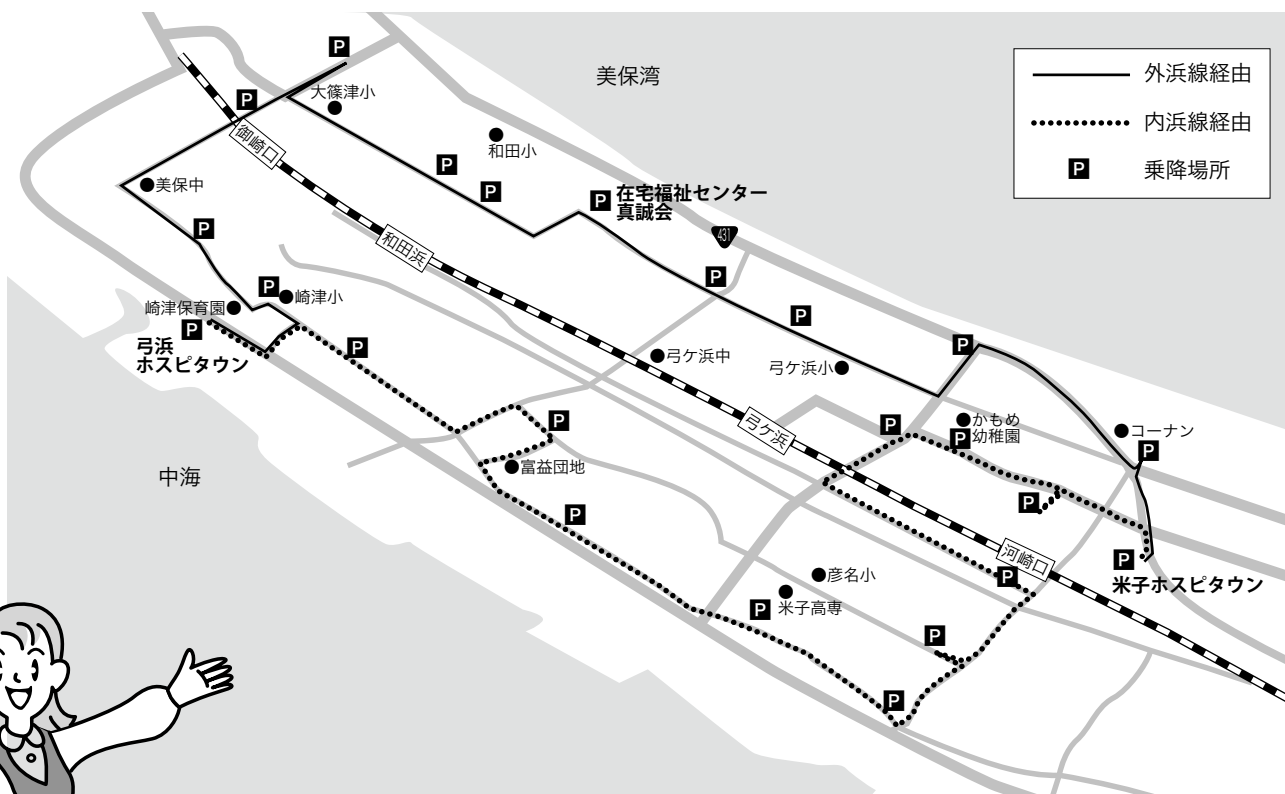 美保湾
外浜線経由
内浜線経由
P
乗降場所
P
P
大篠津小
御崎口
和田小
P
P
美保中
P
在宅福祉センター
真誠会
431
P
和田浜
P
P
崎津小
崎津保育園
P
弓浜
ホスピタウン
P
P
弓ケ浜中
弓ケ浜小
P
弓ケ浜
P
P
かもめ
幼稚園
P
コーナン
P
富益団地
中海
P
P
河崎口
P
米子ホスピタウン
P
彦名小
米子高専
P
P
P